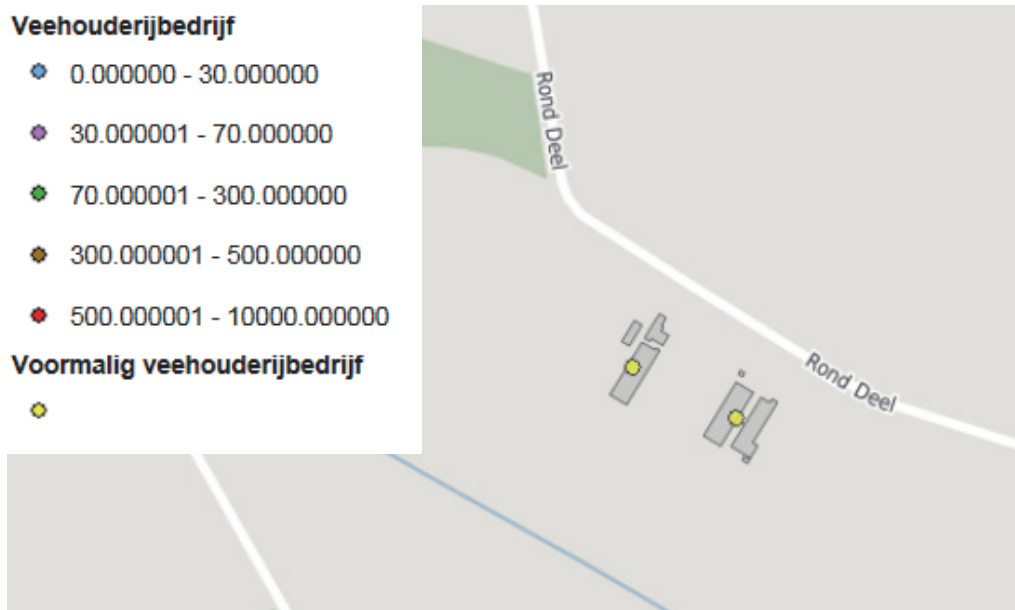 Veehouderijbedrijf
0.000000 - 30.000000
30.000001 - 70.000000
70.000001 - 300.000000
300.000001 - 500.000000
500.000001 - 10000.000000
Voormalig veehouderijbedrijf
Rond Deel
Rond Deel